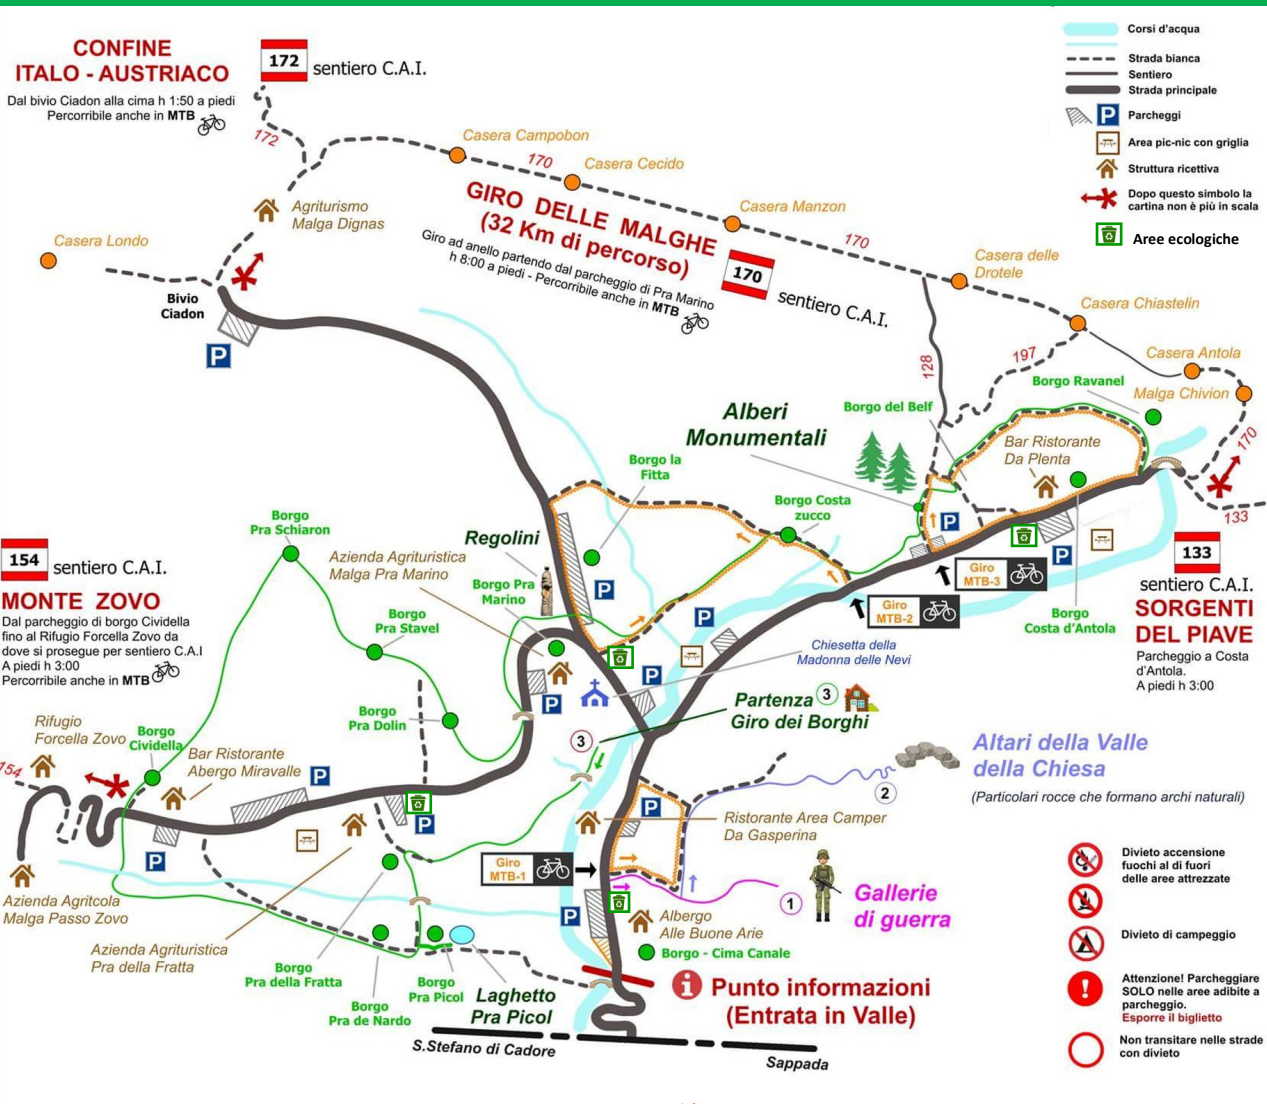 CONFINE
ITALO - AUSTRIACO
Dal bivio Ciadon alla cima h 1:50 a piedi
Percorribile anche in MTB
172 sentiero C.A.I.
172
Corsi d'acqua
Strada bianca
Sentiero
Strada principale
P Parcheggi
Area pic-nic con griglia
Struttura ricettiva
Dopo questo simbolo la
cartina non è più in scala
Aree ecologiche
Casera Campobon
170
Casera Cecido
Casera Manzon
170
Casera delle
Drotele
Casera Chiastelin
Casera Antola
Malga Chivion
170
133
GIRO DELLE MALGHE
(32 Km di percorso)
Giro ad anello partendo dal parcheggio di Pra Marino
h 8:00 a piedi - Percorribile anche in MTB
170
sentiero C.A.I.
Agriturismo
Malga Dignas
Casera Londo
Bivio
Ciadon
P
128
197
Borgo Ravanel
Borgo del Belf
Alberi
Monumentali
Bar Ristorante
Da Plenta
Borgo la
Fitta
Borgo Costa
zucco
P
P
Giro
MTB-3
Giro
MTB-2
Borgo
Costa d'Antola
133
sentiero C.A.I.
SORGENTI
DEL PIAVE
Parcheggio a Costa
d'Antola.
A piedi h 3:00
Borgo
Pra Schiaron
Regolini
Azienda Agrituristica
Malga Pra Marino
Borgo Pra
Marino
P
P
154 sentiero C.A.I.
MONTE ZOVO
Dal parcheggio di borgo Cividella
fino al Rifugio Forcella Zovo da
dove si prosegue per sentiero C.A.I
A piedi h 3:00
Percorribile anche in MTB
Borgo
Pra Stavel
Chiesetta della
Madonna delle Nevi
P
P
Partenza 3
Giro dei Borghi
3
Borgo
Pra Dolin
Rifugio
Forcella Zovo
154
Borgo
Cividella
Bar Ristorante
Abergo Miravalle
P
P
P
Altari della Valle
della Chiesa
(Particolari rocce che formano archi naturali)
2
P
Ristorante Area Camper
Da Gasperina
Giro
MTB-1
1
Gallerie
di guerra
P
Albergo
Alle Buone Arie
Borgo - Cima Canale
Azienda Agritcola
Malga Passo Zovo
Azienda Agrituristica
Pra della Fratta
Borgo
Pra della Fratta
Borgo
Pra de Nardo
Borgo
Pra Picol
Laghetto
Pra Picol
i Punto informazioni
(Entrata in Valle)
S.Stefano di Cadore
Sappada
Divieto accensione
fuochi al di fuori
delle aree attrezzate
Divieto di campeggio
! Attenzione! Parcheggiare
SOLO nelle aree adibite a
parcheggio.
Esporre il biglietto
Non transitare nelle strade
con divieto